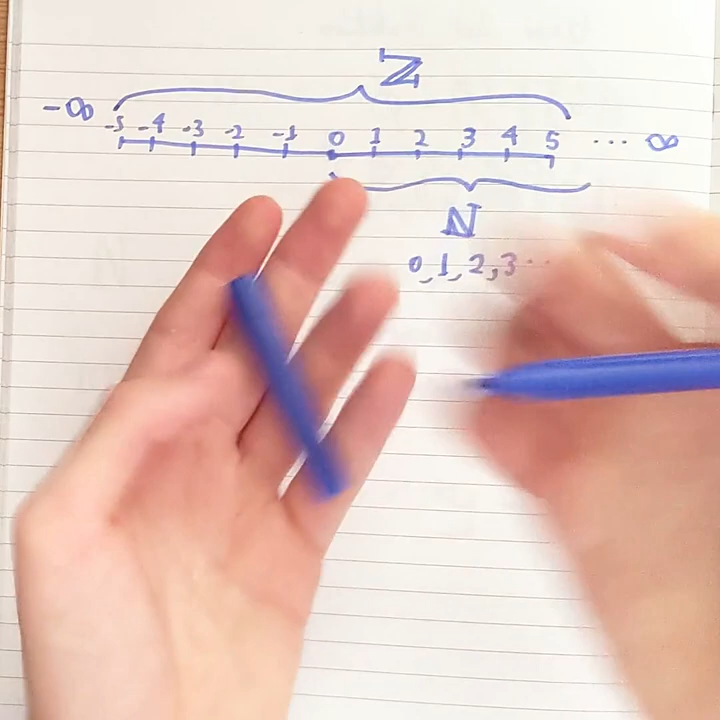 ℤ
-∞ -5 -4 -3 -2 -1 0 1 2 3 4 5 ... ∞
ℕ
0, 1, 2, 3 ...